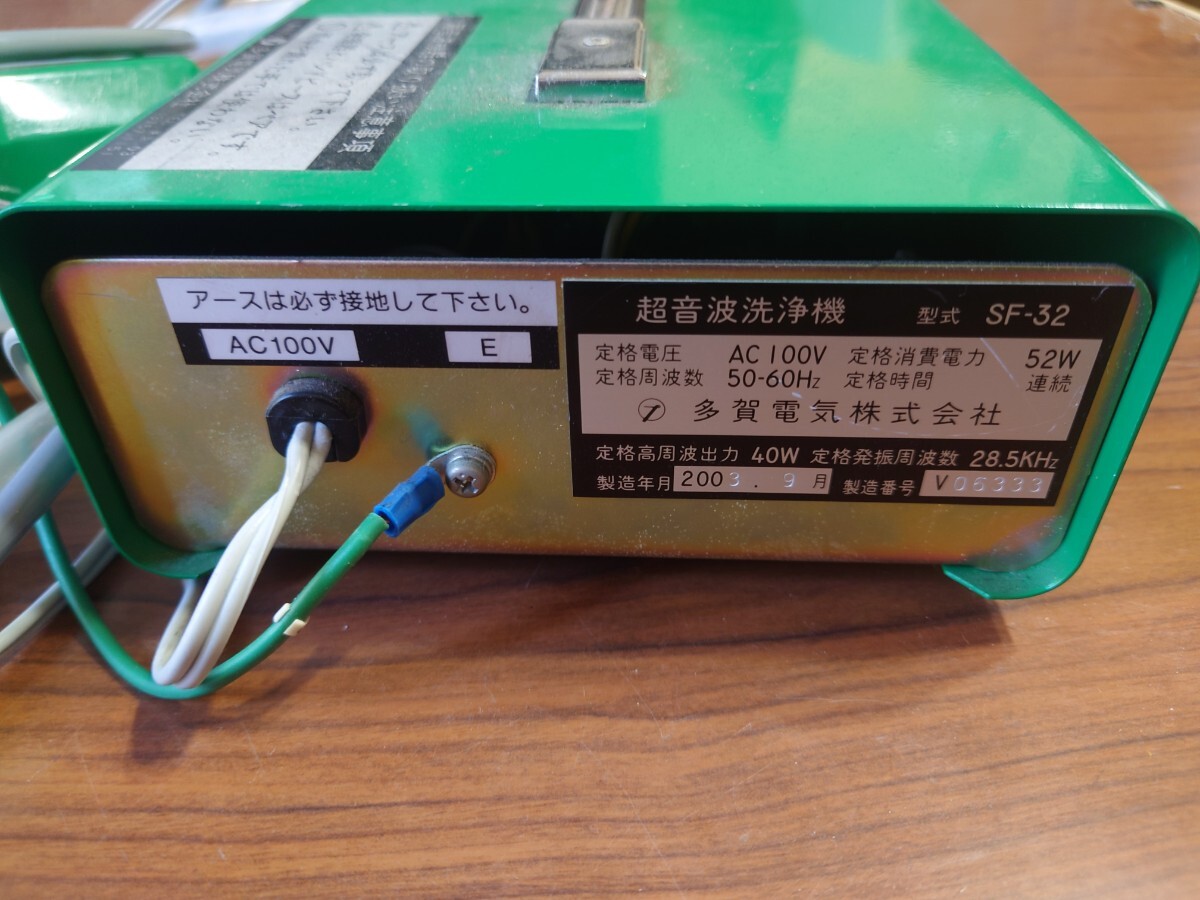 注意事項
アースは必ず接地して下さい。
AC100V
E
超音波洗浄機 型式 SF-32
定格電圧 AC100V 定格消費電力 52W
定格周波数 50-60Hz 定格時間 連続
多賀電気株式会社
定格高周波出力 40W 定格発振周波数 28.5KHz
製造年月 2003.9月 製造番号 V06333